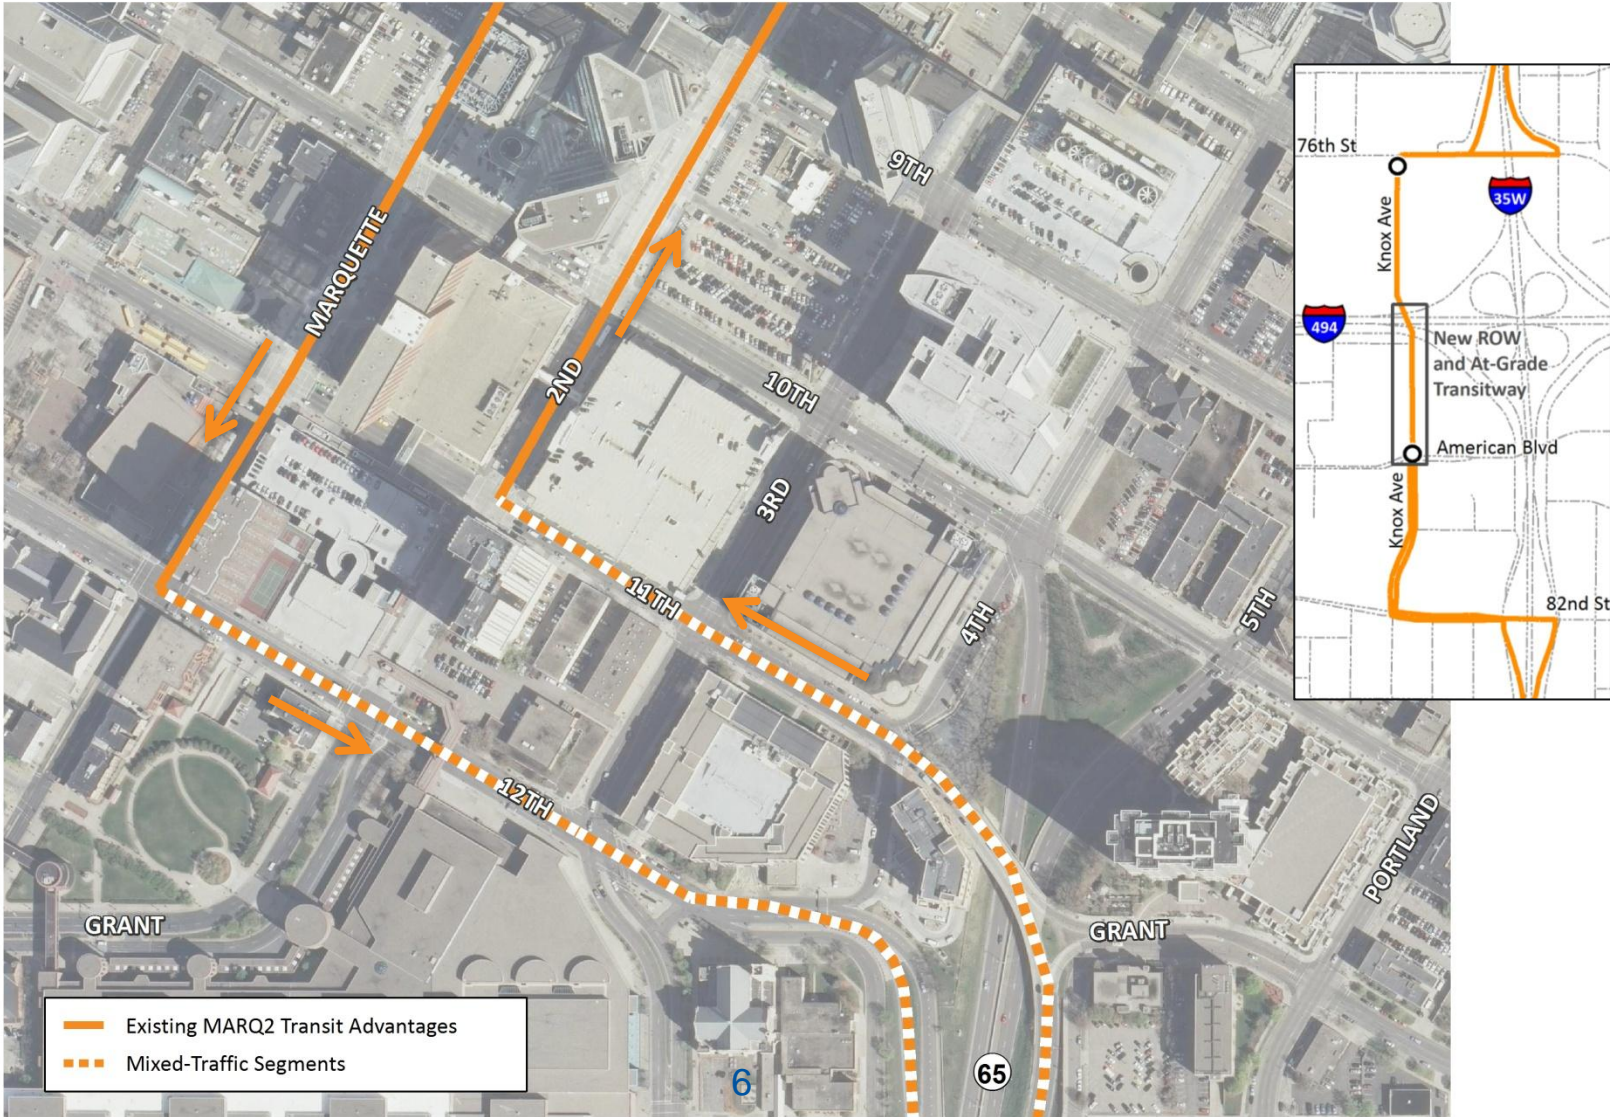 MARQUETTE
2ND
9TH
10TH
3RD
11TH
4TH
5TH
12TH
GRANT
GRANT
PORTLAND
65
6
Existing MARQ2 Transit Advantages
Mixed-Traffic Segments
76th St
35W
Knox Ave
494
New ROW
and At-Grade
Transitway
American Blvd
Knox Ave
82nd St